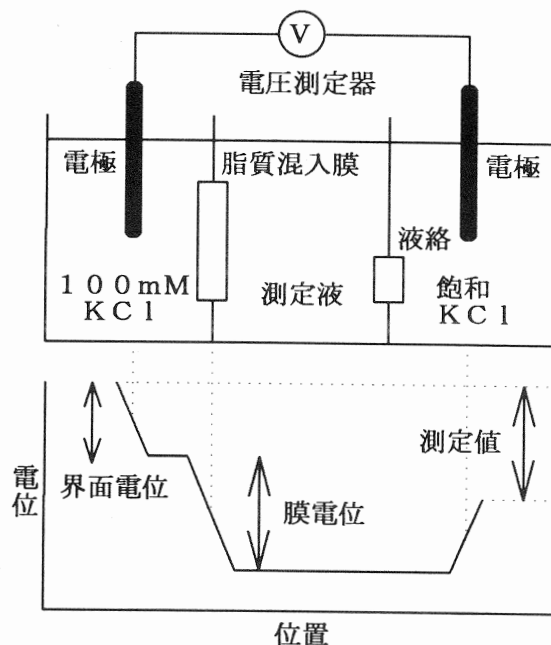 V
電圧測定器
電極
脂質混入膜
電極
液絡
100mM
KCl
測定液
飽和
KCl
電位
界面電位
膜電位
測定値
位置